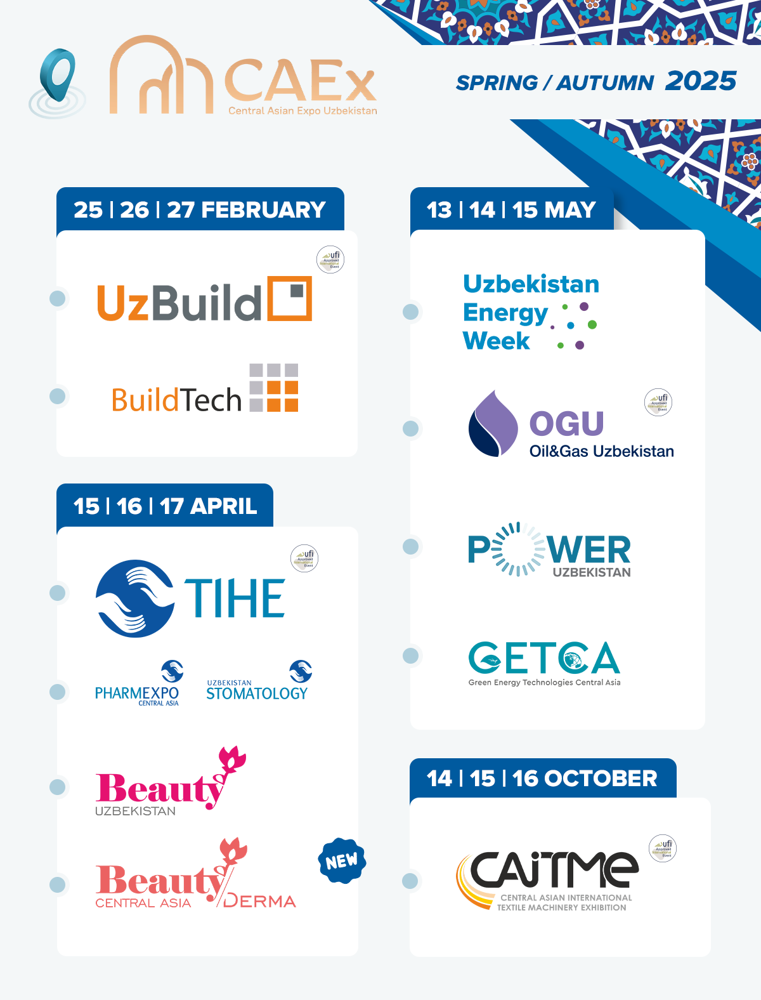 CAEx
Central Asian Expo Uzbekistan
SPRING / AUTUMN 2025
25 | 26 | 27 FEBRUARY
ufi
Approved
International
Event
UzBuild
BuildTech
15 | 16 | 17 APRIL
ufi
Approved
International
Event
TIHE
PHARMEXPO
CENTRAL ASIA
UZBEKISTAN
STOMATOLOGY
Beauty
UZBEKISTAN
NEW
Beauty
CENTRAL ASIA
DERMA
13 | 14 | 15 MAY
Uzbekistan
Energy
Week
ufi
Approved
International
Event
OGU
Oil&Gas Uzbekistan
POWER
UZBEKISTAN
GETCA
Green Energy Technologies Central Asia
14 | 15 | 16 OCTOBER
ufi
Approved
International
Event
CAiTMe
CENTRAL ASIAN INTERNATIONAL
TEXTILE MACHINERY EXHIBITION